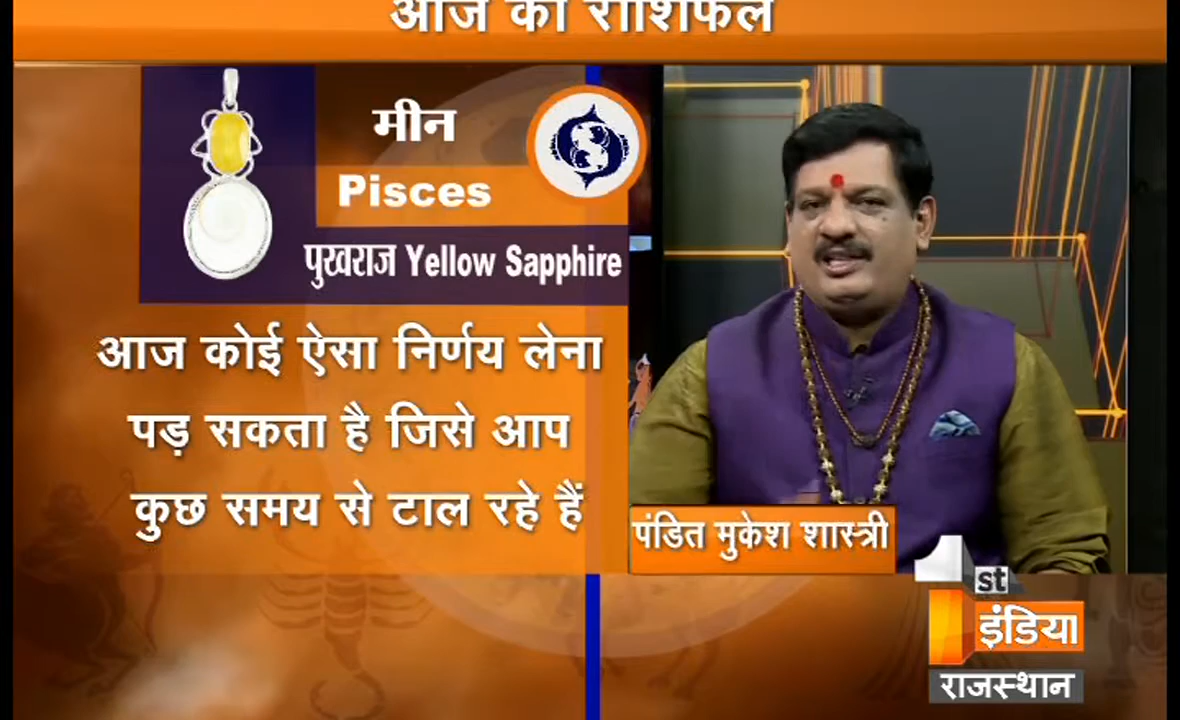 आज का राशिफल
मीन
Pisces
पुखराज Yellow Sapphire
आज कोई ऐसा निर्णय लेना
पड़ सकता है जिसे आप
कुछ समय से टाल रहे हैं
पंडित मुकेश शास्त्री
1st
इंडिया
राजस्थान